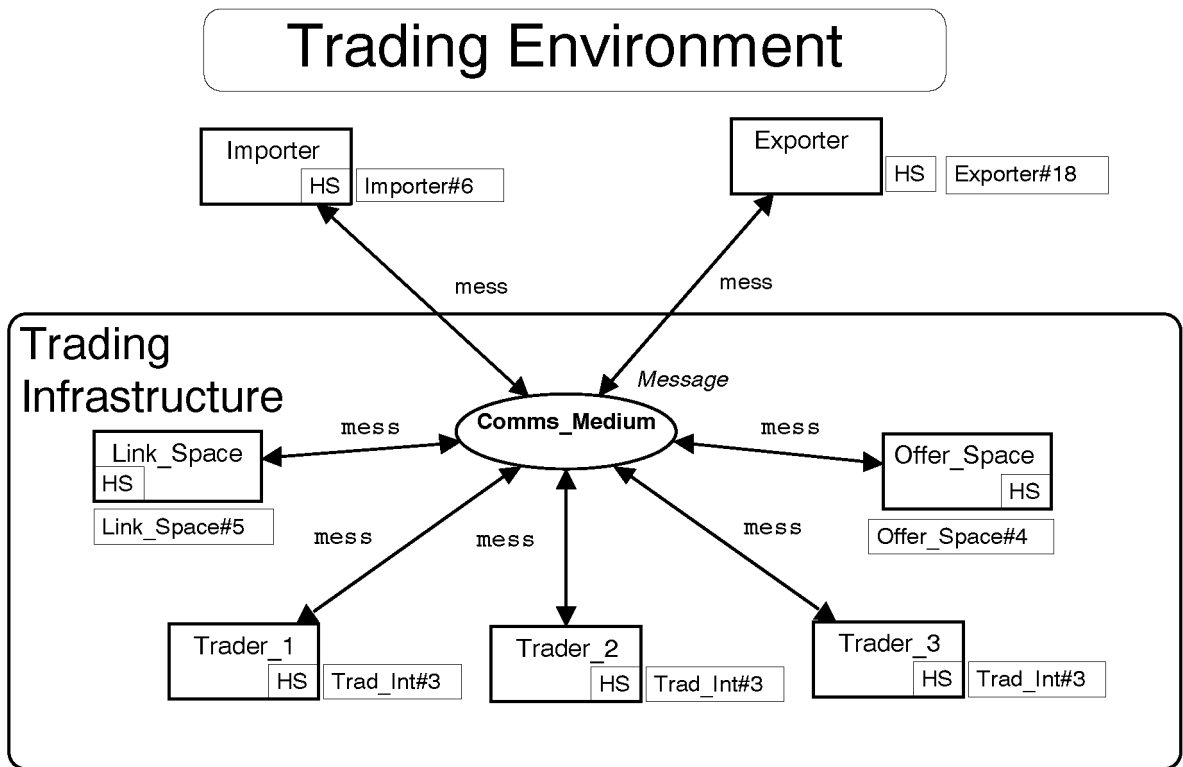 Trading Environment
Importer
HS
Importer#6
Exporter
HS
Exporter#18
mess
mess
Trading
Infrastructure
Message
Comms_Medium
mess
mess
Link_Space
HS
Link_Space#5
Offer_Space
HS
Offer_Space#4
mess
mess
mess
Trader_1
HS
Trad_Int#3
Trader_2
HS
Trad_Int#3
Trader_3
HS
Trad_Int#3